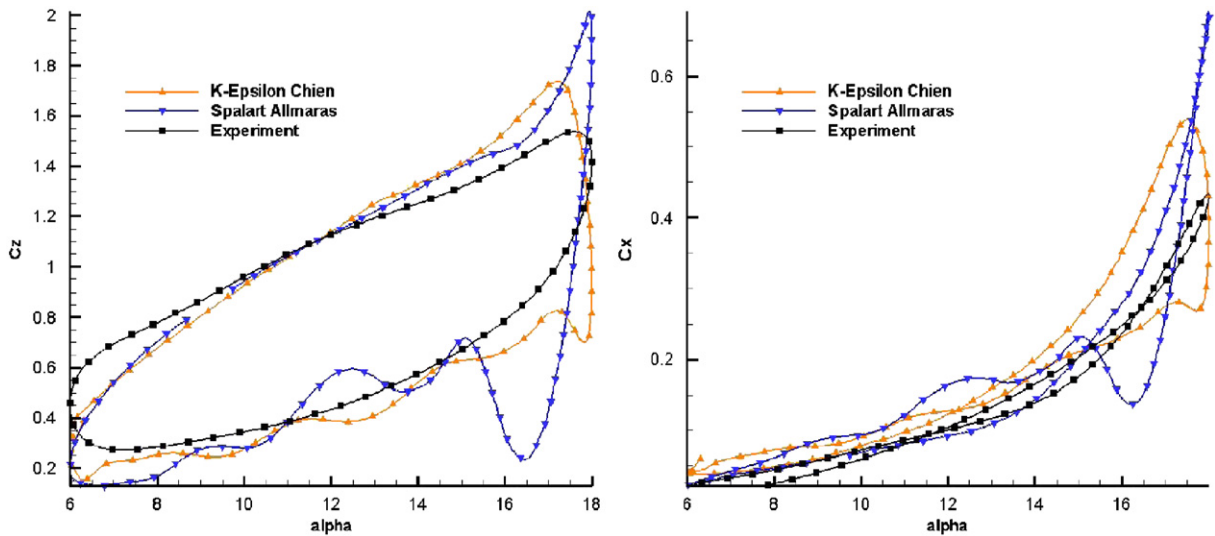 2
1.8
1.6
1.4
1.2
1
0.8
0.6
0.4
0.2
Cz
K-Epsilon Chien
Spalart Allmaras
Experiment
6 8 10 12 14 16 18
alpha
0.6
0.4
0.2
Cx
K-Epsilon Chien
Spalart Allmaras
Experiment
6 8 10 12 14 16
alpha